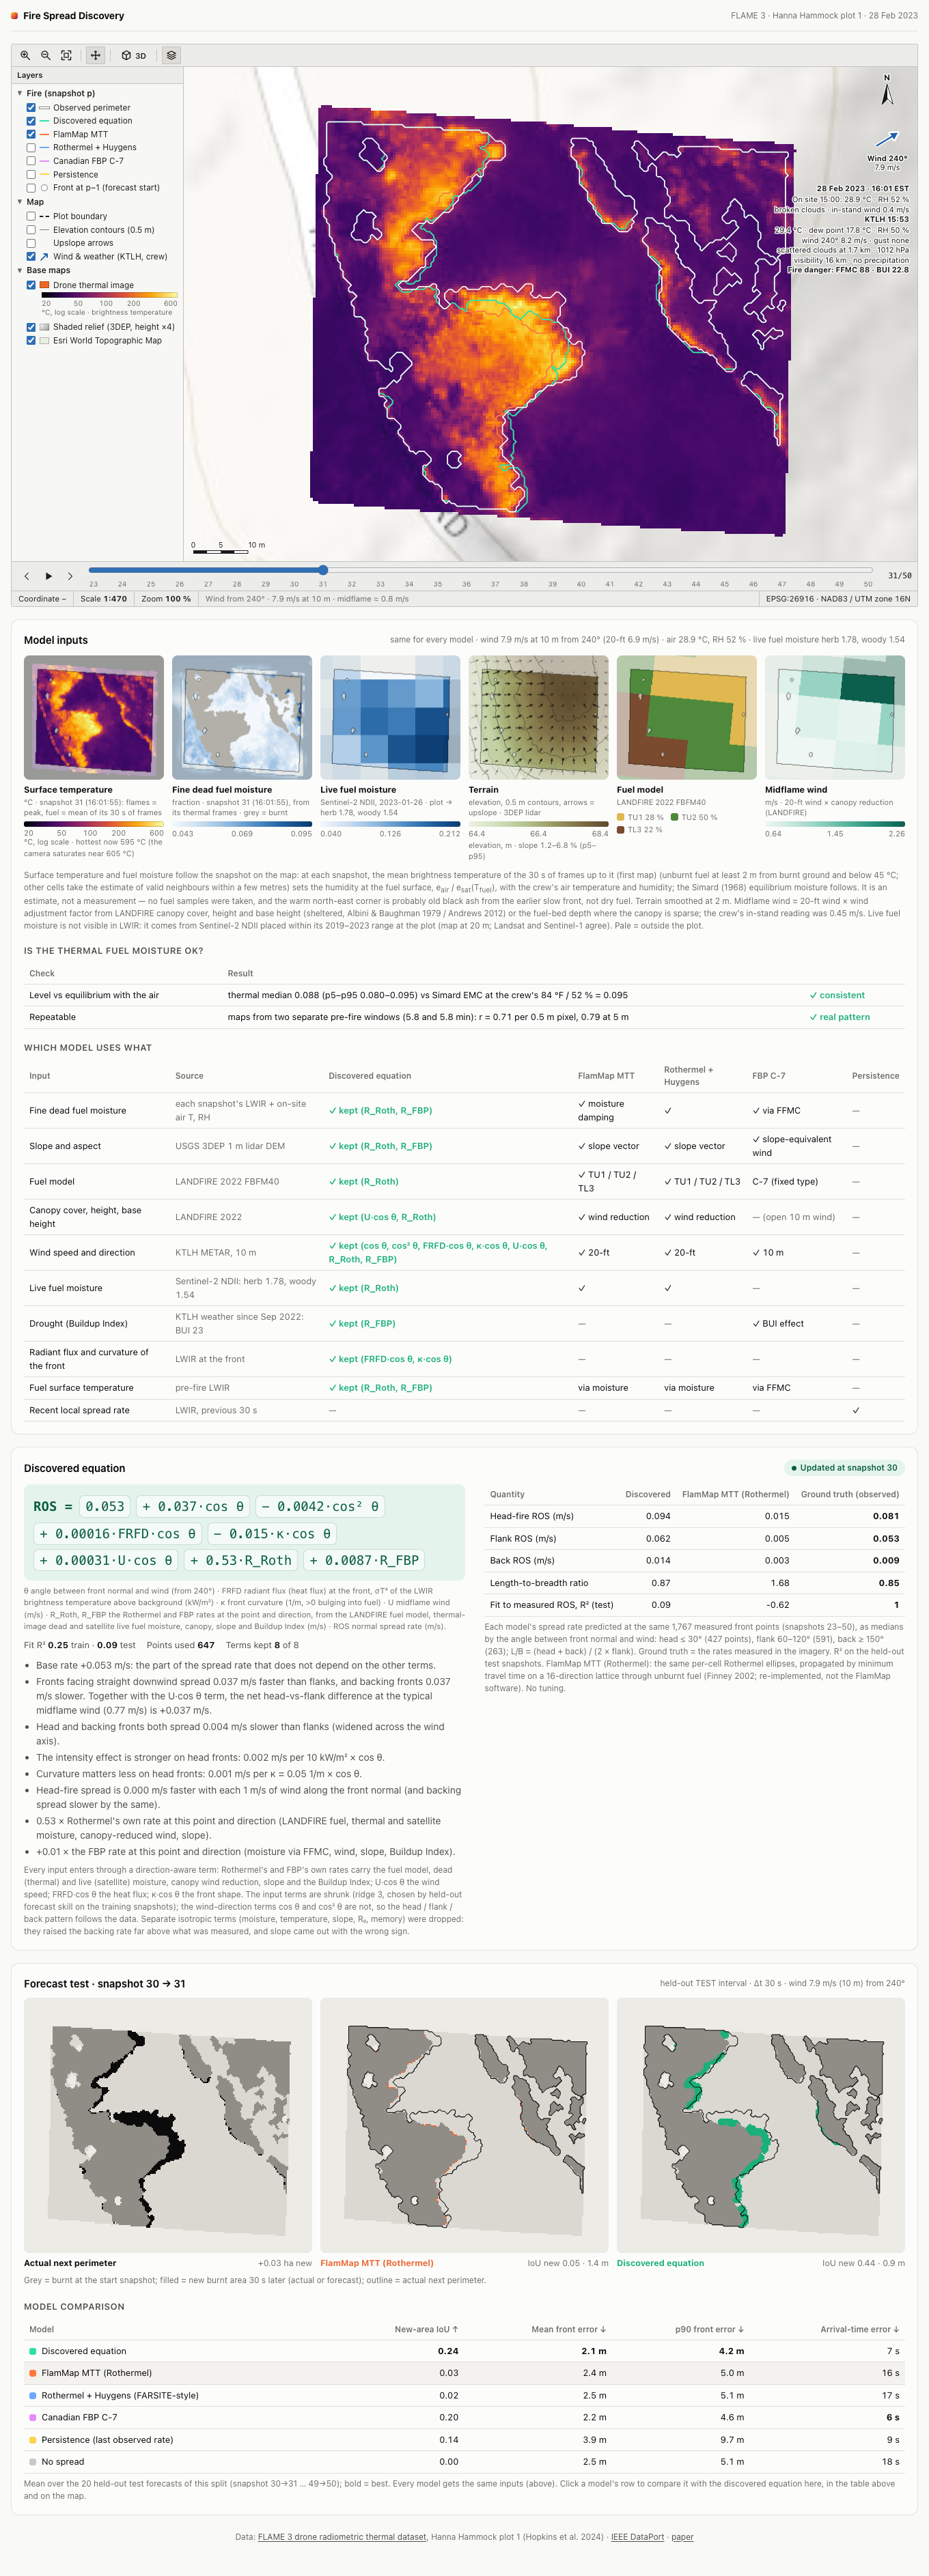 Fire Spread Discovery
FLAME 3 · Hanna Hammock plot 1 · 28 Feb 2023
3D
Layers
Fire (snapshot p)
Observed perimeter
Discovered equation
FlamMap MTT
Rothermel + Huygens
Canadian FBP C-7
Persistence
Front at p−1 (forecast start)
Map
Plot boundary
Elevation contours (0.5 m)
Upslope arrows
Wind & weather (KTLH, crew)
Base maps
Drone thermal image
20 50 100 200 600
°C, log scale · brightness temperature
Shaded relief (3DEP, height ×4)
Esri World Topographic Map
N
Wind 240°
7.9 m/s
28 Feb 2023 · 16:01 EST
On site 15:00: 28.9 °C · RH 52 %
broken clouds · in-stand wind 0.4 m/s
KTLH 15:53
29.4 °C · dew point 17.8 °C · RH 50 %
wind 240° 8.2 m/s · gust none
scattered clouds at 1.7 km · 1012 hPa
visibility 16 km · no precipitation
Fire danger: FFMC 88 · BUI 22.8
0 5 10 m
23 24 25 26 27 28 29 30 31 32 33 34 35 36 37 38 39 40 41 42 43 44 45 46 47 48 49 50
31/50
Coordinate –
Scale 1:470
Zoom 100 %
Wind from 240° · 7.9 m/s at 10 m · midflame ≈ 0.8 m/s
EPSG:26916 · NAD83 / UTM zone 16N
Model inputs
same for every model · wind 7.9 m/s at 10 m from 240° (20-ft 6.9 m/s) · air 28.9 °C, RH 52 % · live fuel moisture herb 1.78, woody 1.54
Surface temperature
°C · snapshot 31 (16:01:55): flames =
peak, fuel = mean of its 30 s of frames
20 50 100 200 600
°C, log scale · hottest now 595 °C (the
camera saturates near 605 °C)
Fine dead fuel moisture
fraction · snapshot 31 (16:01:55), from
its thermal frames · grey = burnt
0.043 0.069 0.095
Live fuel moisture
Sentinel-2 NDII, 2023-01-26 · plot →
herb 1.78, woody 1.54
0.040 0.126 0.212
Terrain
elevation, 0.5 m contours, arrows =
upslope · 3DEP lidar
64.4 66.4 68.4
elevation, m · slope 1.2–6.8 % (p5–
p95)
Fuel model
LANDFIRE 2022 FBFM40
TU1 28 % TU2 50 %
TL3 22 %
Midflame wind
m/s · 20-ft wind × canopy reduction
(LANDFIRE)
0.64 1.45 2.26
Surface temperature and fuel moisture follow the snapshot on the map: at each snapshot, the mean brightness temperature of the 30 s of frames up to it (first map) (unburnt fuel at least 2 m from burnt ground and below 45 °C;
other cells take the estimate of valid neighbours within a few metres) sets the humidity at the fuel surface, e_air / e_sat(T_fuel), with the crew's air temperature and humidity; the Simard (1968) equilibrium moisture follows. It is an
estimate, not a measurement — no fuel samples were taken, and the warm north-east corner is probably old black ash from the earlier slow front, not dry fuel. Terrain smoothed at 2 m. Midflame wind = 20-ft wind × wind
adjustment factor from LANDFIRE canopy cover, height and base height (sheltered, Albini & Baughman 1979 / Andrews 2012) or the fuel-bed depth where the canopy is sparse; the crew's in-stand reading was 0.45 m/s. Live fuel
moisture is not visible in LWIR: it comes from Sentinel-2 NDII placed within its 2019–2023 range at the plot (map at 20 m; Landsat and Sentinel-1 agree). Pale = outside the plot.
IS THE THERMAL FUEL MOISTURE OK?
Check Result
Level vs equilibrium with the air thermal median 0.088 (p5–p95 0.080–0.095) vs Simard EMC at the crew's 84 °F / 52 % = 0.095 ✓ consistent
Repeatable maps from two separate pre-fire windows (5.8 and 5.8 min): r = 0.71 per 0.5 m pixel, 0.79 at 5 m ✓ real pattern
WHICH MODEL USES WHAT
Input Source Discovered equation FlamMap MTT Rothermel + Huygens FBP C-7 Persistence
Fine dead fuel moisture each snapshot's LWIR + on-site air T, RH ✓ kept (R_Roth, R_FBP) ✓ moisture damping ✓ ✓ via FFMC —
Slope and aspect USGS 3DEP 1 m lidar DEM ✓ kept (R_Roth, R_FBP) ✓ slope vector ✓ slope vector ✓ slope-equivalent wind —
Fuel model LANDFIRE 2022 FBFM40 ✓ kept (R_Roth) ✓ TU1 / TU2 / TL3 ✓ TU1 / TU2 / TL3 C-7 (fixed type) —
Canopy cover, height, base height LANDFIRE 2022 ✓ kept (U·cos θ, R_Roth) ✓ wind reduction ✓ wind reduction — (open 10 m wind) —
Wind speed and direction KTLH METAR, 10 m ✓ kept (cos θ, cos² θ, FRFD·cos θ, κ·cos θ, U·cos θ, R_Roth, R_FBP) ✓ 20-ft ✓ 20-ft ✓ 10 m —
Live fuel moisture Sentinel-2 NDII: herb 1.78, woody 1.54 ✓ kept (R_Roth) ✓ ✓ — —
Drought (Buildup Index) KTLH weather since Sep 2022: BUI 23 ✓ kept (R_FBP) — — ✓ BUI effect —
Radiant flux and curvature of the front LWIR at the front ✓ kept (FRFD·cos θ, κ·cos θ) — — — —
Fuel surface temperature pre-fire LWIR ✓ kept (R_Roth, R_FBP) via moisture via moisture via FFMC —
Recent local spread rate LWIR, previous 30 s — — — — ✓
Discovered equation
Updated at snapshot 30
ROS = 0.053 + 0.037·cos θ − 0.0042·cos² θ
+ 0.00016·FRFD·cos θ − 0.015·κ·cos θ
+ 0.00031·U·cos θ + 0.53·R_Roth + 0.0087·R_FBP
θ angle between front normal and wind (from 240°) · FRFD radiant flux (heat flux) at the front, σT⁴ of the LWIR
brightness temperature above background (kW/m²) · κ front curvature (1/m, >0 bulging into fuel) · U midflame wind
(m/s) · R_Roth, R_FBP the Rothermel and FBP rates at the point and direction, from the LANDFIRE fuel model, thermal-
image dead and satellite live fuel moisture, canopy, slope and Buildup Index (m/s) · ROS normal spread rate (m/s).
Fit R² 0.25 train · 0.09 test Points used 647 Terms kept 8 of 8
• Base rate +0.053 m/s: the part of the spread rate that does not depend on the other terms.
• Fronts facing straight downwind spread 0.037 m/s faster than flanks, and backing fronts 0.037
m/s slower. Together with the U·cos θ term, the net head-vs-flank difference at the typical
midflame wind (0.77 m/s) is +0.037 m/s.
• Head and backing fronts both spread 0.004 m/s slower than flanks (widened across the wind
axis).
• The intensity effect is stronger on head fronts: 0.002 m/s per 10 kW/m² × cos θ.
• Curvature matters less on head fronts: 0.001 m/s per κ = 0.05 1/m × cos θ.
• Head-fire spread is 0.000 m/s faster with each 1 m/s of wind along the front normal (and backing
spread slower by the same).
• 0.53 × Rothermel's own rate at this point and direction (LANDFIRE fuel, thermal and satellite
moisture, canopy-reduced wind, slope).
• +0.01 × the FBP rate at this point and direction (moisture via FFMC, wind, slope, Buildup Index).
Every input enters through a direction-aware term: Rothermel's and FBP's own rates carry the fuel model, dead
(thermal) and live (satellite) moisture, canopy wind reduction, slope and the Buildup Index; U·cos θ the wind
speed; FRFD·cos θ the heat flux; κ·cos θ the front shape. The input terms are shrunk (ridge 3, chosen by held-out
forecast skill on the training snapshots); the wind-direction terms cos θ and cos² θ are not, so the head / flank /
back pattern follows the data. Separate isotropic terms (moisture, temperature, slope, R₀, memory) were dropped:
they raised the backing rate far above what was measured, and slope came out with the wrong sign.
Quantity Discovered FlamMap MTT (Rothermel) Ground truth (observed)
Head-fire ROS (m/s) 0.094 0.015 0.081
Flank ROS (m/s) 0.062 0.005 0.053
Back ROS (m/s) 0.014 0.003 0.009
Length-to-breadth ratio 0.87 1.68 0.85
Fit to measured ROS, R² (test) 0.09 -0.62 1
Each model's spread rate predicted at the same 1,767 measured front points (snapshots 23–50), as medians
by the angle between front normal and wind: head ≤ 30° (427 points), flank 60–120° (591), back ≥ 150°
(263); L/B = (head + back) / (2 × flank). Ground truth = the rates measured in the imagery. R² on the held-out
test snapshots. FlamMap MTT (Rothermel): the same per-cell Rothermel ellipses, propagated by minimum
travel time on a 16-direction lattice through unburnt fuel (Finney 2002; re-implemented, not the FlamMap
software). No tuning.
Forecast test · snapshot 30 → 31
held-out TEST interval · Δt 30 s · wind 7.9 m/s (10 m) from 240°
Actual next perimeter +0.03 ha new
FlamMap MTT (Rothermel) IoU new 0.05 · 1.4 m
Discovered equation IoU new 0.44 · 0.9 m
Grey = burnt at the start snapshot; filled = new burnt area 30 s later (actual or forecast); outline = actual next perimeter.
MODEL COMPARISON
Model New-area IoU ↑ Mean front error ↓ p90 front error ↓ Arrival-time error ↓
Discovered equation 0.24 2.1 m 4.2 m 7 s
FlamMap MTT (Rothermel) 0.03 2.4 m 5.0 m 16 s
Rothermel + Huygens (FARSITE-style) 0.02 2.5 m 5.1 m 17 s
Canadian FBP C-7 0.20 2.2 m 4.6 m 6 s
Persistence (last observed rate) 0.14 3.9 m 9.7 m 9 s
No spread 0.00 2.5 m 5.1 m 18 s
Mean over the 20 held-out test forecasts of this split (snapshot 30→31 … 49→50); bold = best. Every model gets the same inputs (above). Click a model's row to compare it with the discovered equation here, in the table above
and on the map.
Data: FLAME 3 drone radiometric thermal dataset, Hanna Hammock plot 1 (Hopkins et al. 2024) · IEEE DataPort · paper